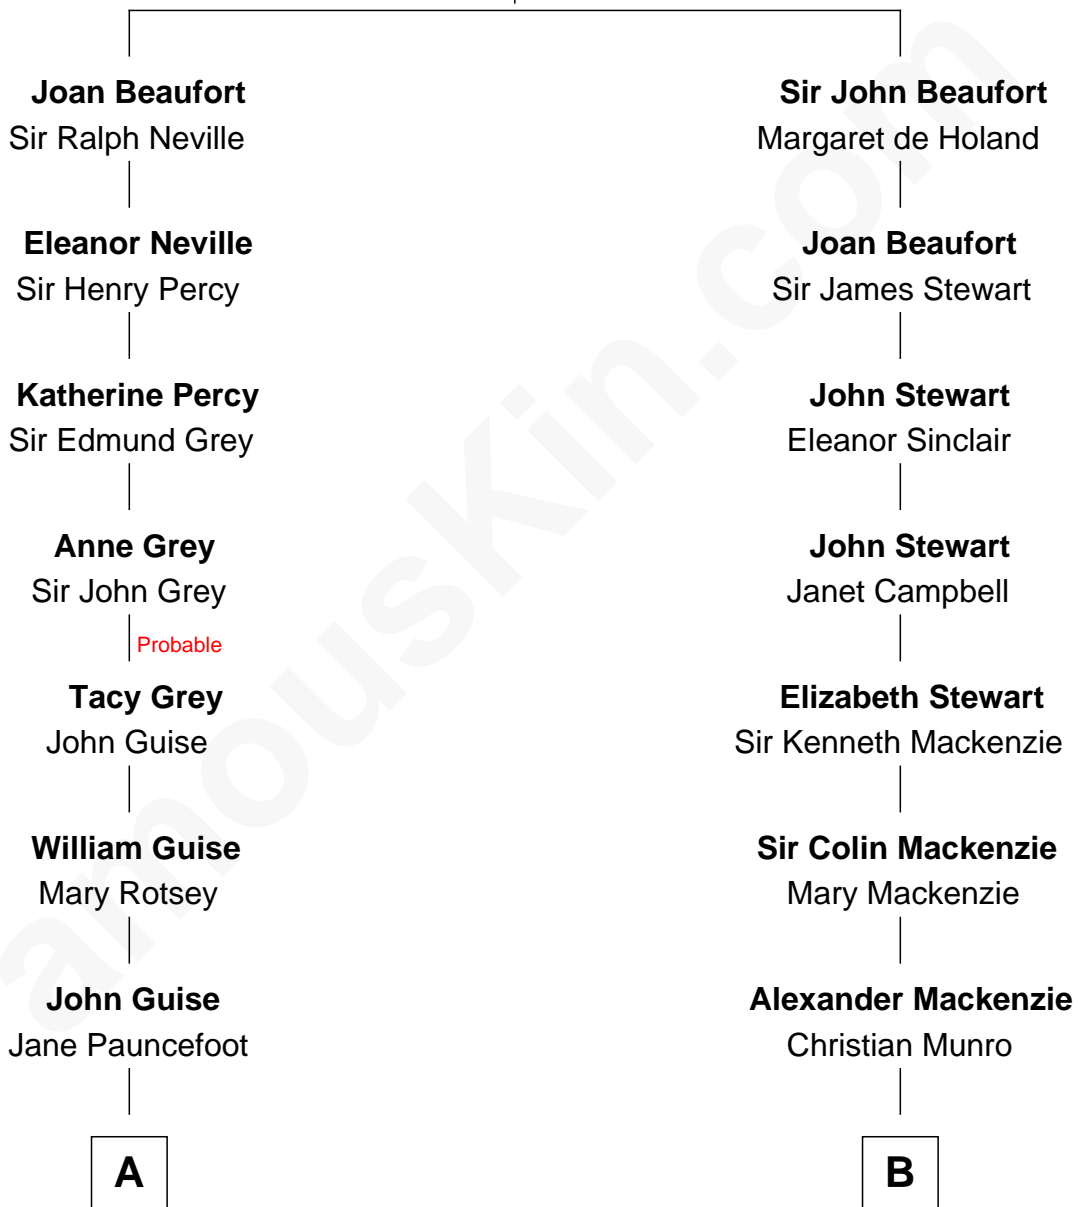 Joan Beaufort
Sir Ralph Neville
Eleanor Neville
Sir Henry Percy
Katherine Percy
Sir Edmund Grey
Anne Grey
Sir John Grey
Probable
Tacy Grey
John Guise
William Guise
Mary Rotsey
John Guise
Jane Pauncefoot
A
Sir John Beaufort
Margaret de Holand
Joan Beaufort
Sir James Stewart
John Stewart
Eleanor Sinclair
John Stewart
Janet Campbell
Elizabeth Stewart
Sir Kenneth Mackenzie
Sir Colin Mackenzie
Mary Mackenzie
Alexander Mackenzie
Christian Munro
B
amousKin.com